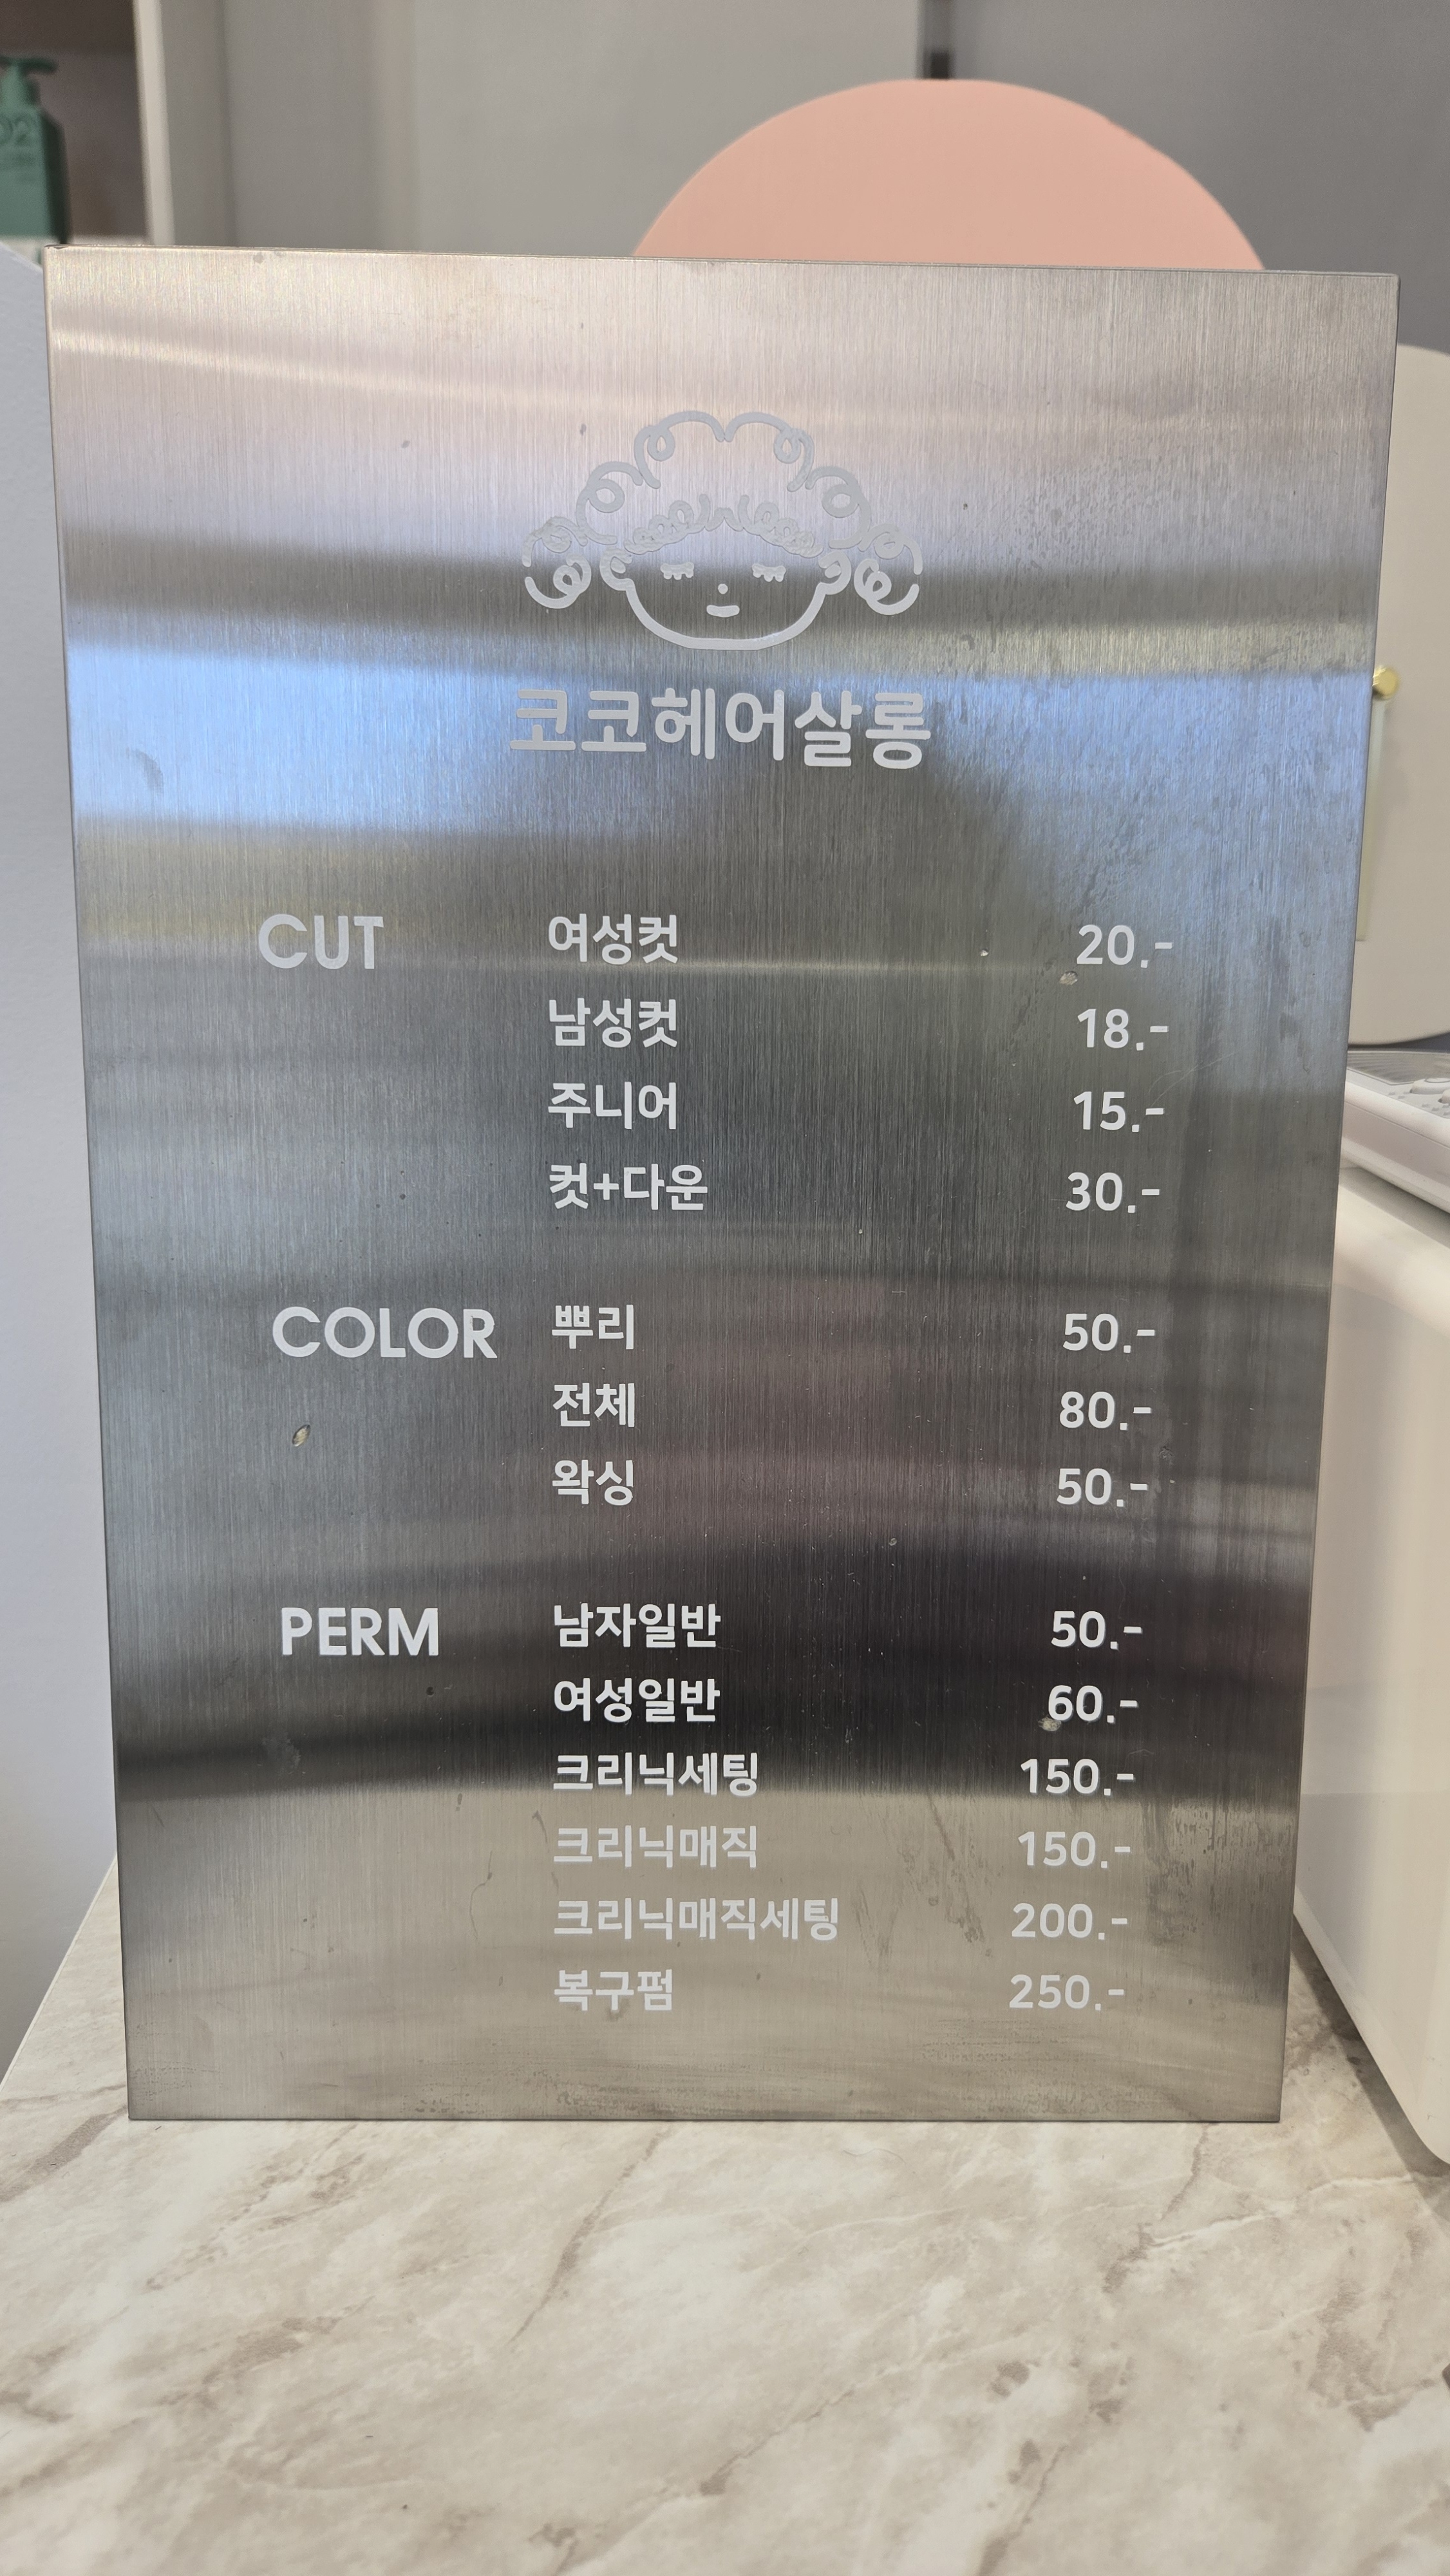 코코헤어살롱
CUT 여성컷 20.-
남성컷 18.-
주니어 15.-
컷+다운 30.-
COLOR 뿌리 50.-
전체 80.-
왁싱 50.-
PERM 남자일반 50.-
여성일반 60.-
크리닉세팅 150.-
크리닉매직 150.-
크리닉매직세팅 200.-
복구펌 250.-